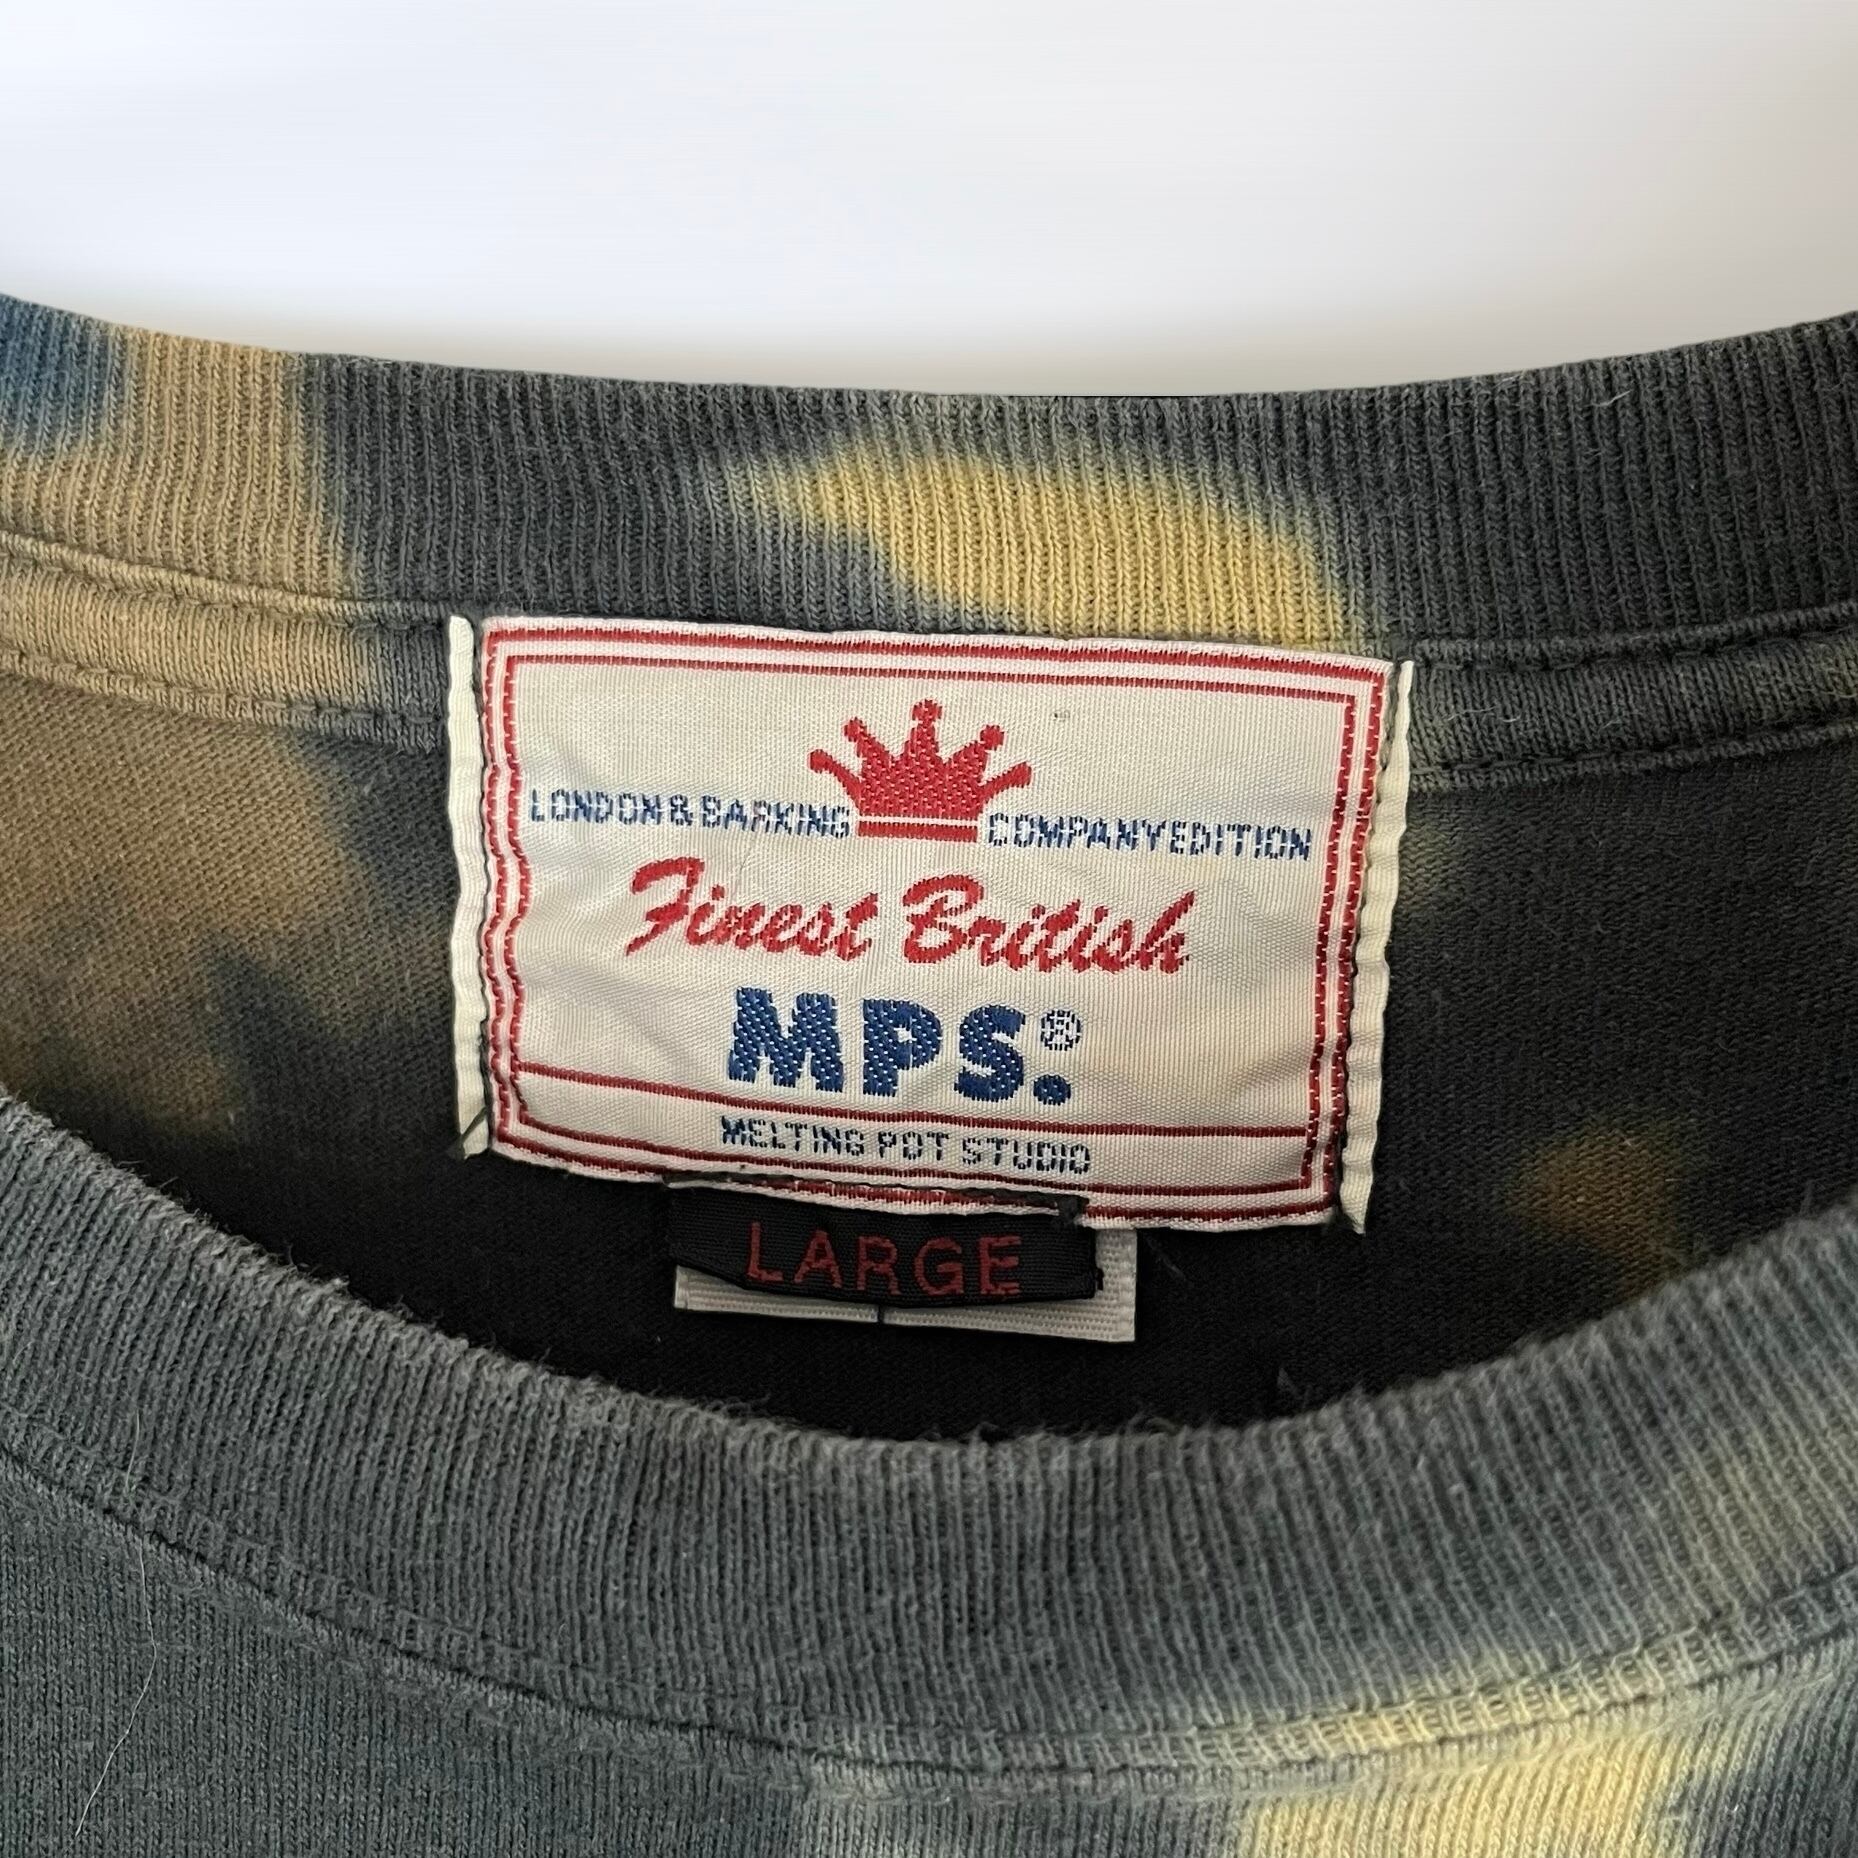 LONDON & BARKING COMPANY EDITION
Finest British
MPS.®
MELTING POT STUDIO
LARGE